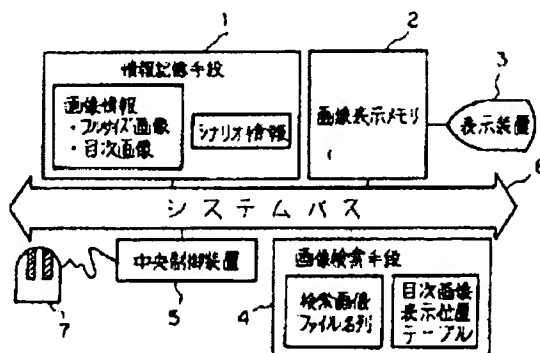 1
情報記憶手段
画像情報
・フルサイズ画像
・目次画像
シナリオ情報
2
画像表示メモリ
3
表示装置
6
システムバス
7
中央制御装置
5
4
画像検索手段
検索画像
ファイル名列
目次画像
表示位置
テーブル